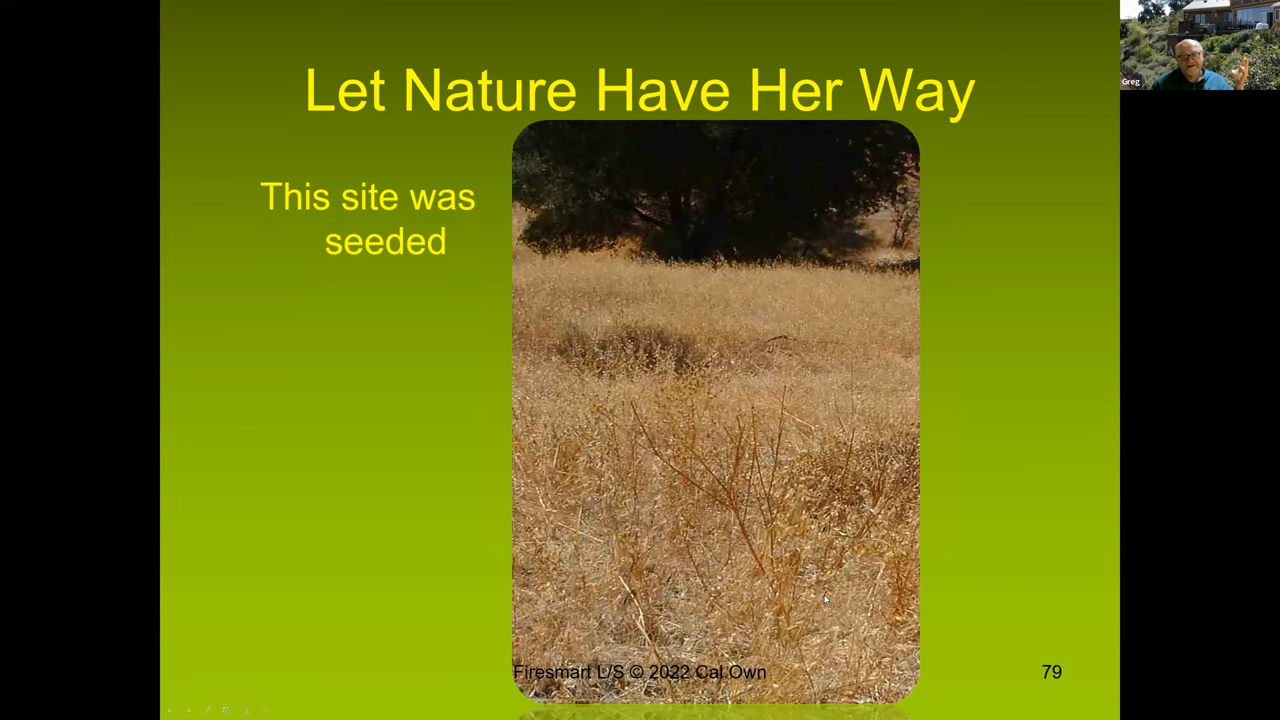 Let Nature Have Her Way
Greg
This site was
seeded
Firesmart L/S © 2022 Cal Own
79